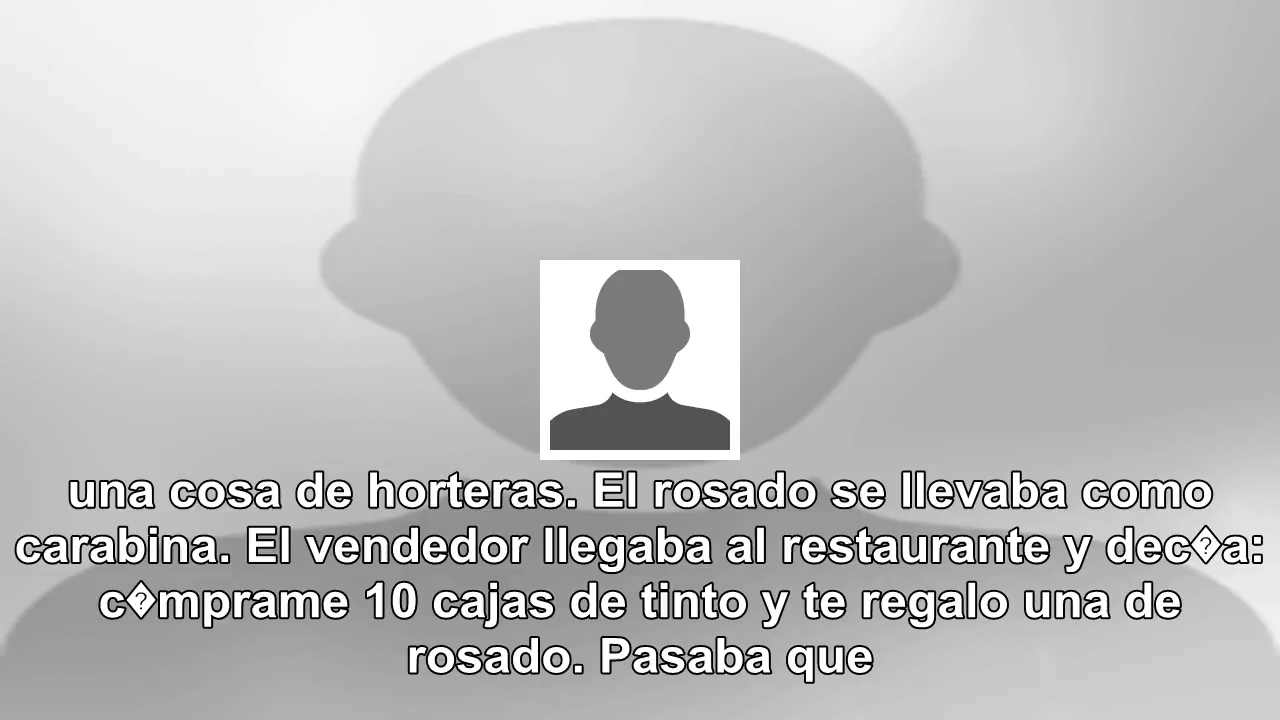 una cosa de horteras. El rosado se llevaba como
carabina. El vendedor llegaba al restaurante y dec�a:
c�mprame 10 cajas de tinto y te regalo una de
rosado. Pasaba que